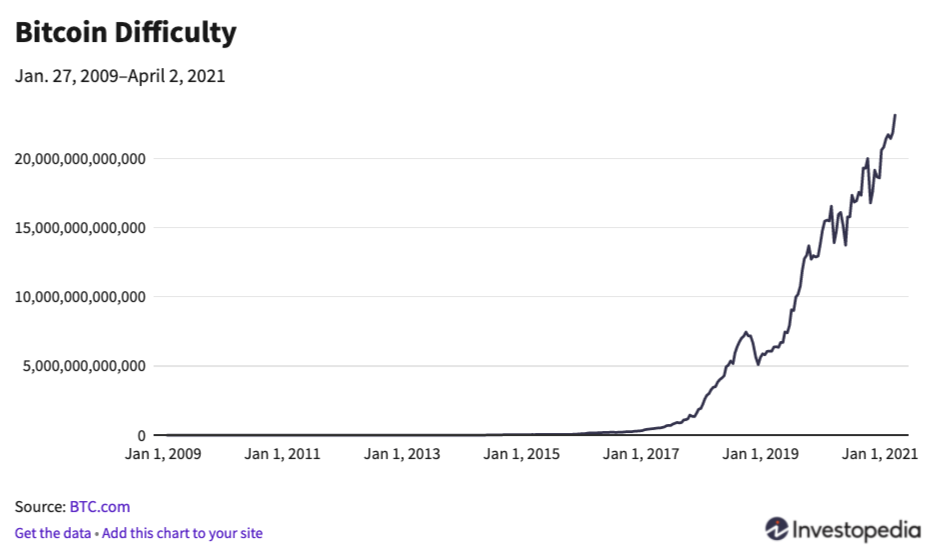 Bitcoin Difficulty
Jan. 27, 2009–April 2, 2021
20,000,000,000,000
15,000,000,000,000
10,000,000,000,000
5,000,000,000,000
0
Jan 1, 2009 Jan 1, 2011 Jan 1, 2013 Jan 1, 2015 Jan 1, 2017 Jan 1, 2019 Jan 1, 2021
Source: BTC.com
Get the data • Add this chart to your site
Investopedia